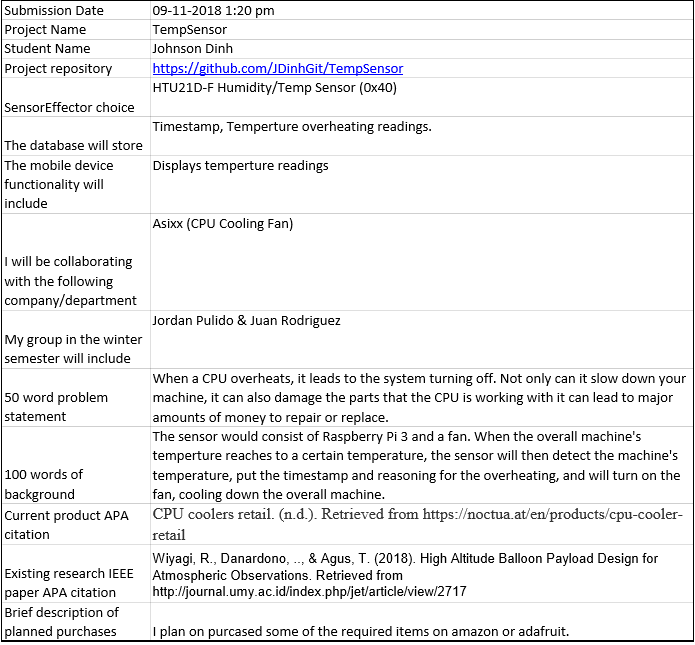 Submission Date 09-11-2018 1:20 pm
Project Name TempSensor
Student Name Johnson Dinh
Project repository https://github.com/JDinhGit/TempSensor
HTU21D-F Humidity/Temp Sensor (0x40)
SensorEffector choice
Timestamp, Temperture overheating readings.
The database will store
The mobile device Displays temperture readings
functionality will
include
Asixx (CPU Cooling Fan)
I will be collaborating
with the following
company/department
Jordan Pulido & Juan Rodriguez
My group in the winter
semester will include
When a CPU overheats, it leads to the system turning off. Not only can it slow down your
50 word problem machine, it can also damage the parts that the CPU is working with it can lead to major
statement amounts of money to repair or replace.
The sensor would consist of Raspberry Pi 3 and a fan. When the overall machine's
temperture reaches to a certain temperature, the sensor will then detect the machine's
100 words of temperature, put the timestamp and reasoning for the overheating, and will turn on the
background fan, cooling down the overall machine.
Current product APA CPU coolers retail. (n.d.). Retrieved from https://noctua.at/en/products/cpu-cooler-
citation retail
Wiyagi, R., Danardono, .., & Agus, T. (2018). High Altitude Balloon Payload Design for
Existing research IEEE Atmospheric Observations. Retrieved from
paper APA citation http://journal.umy.ac.id/index.php/jet/article/view/2717
Brief description of
planned purchases I plan on purcased some of the required items on amazon or adafruit.